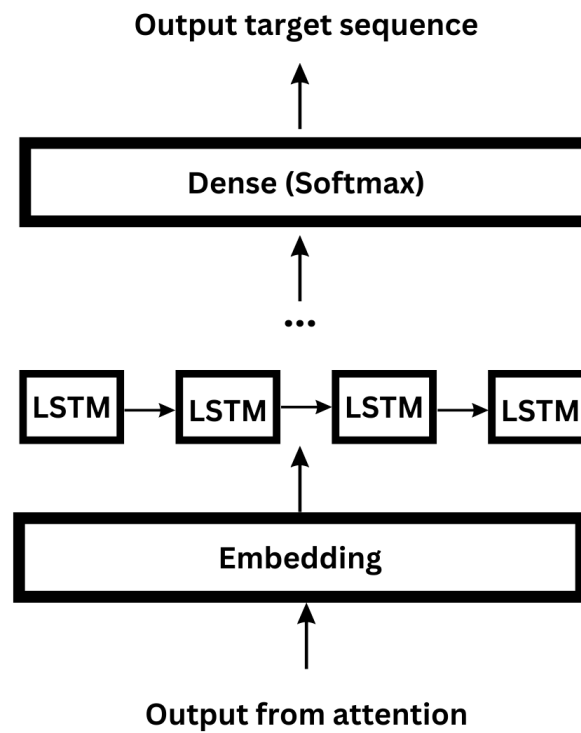 Output target sequence
Dense (Softmax)
...
LSTM LSTM LSTM LSTM
Embedding
Output from attention